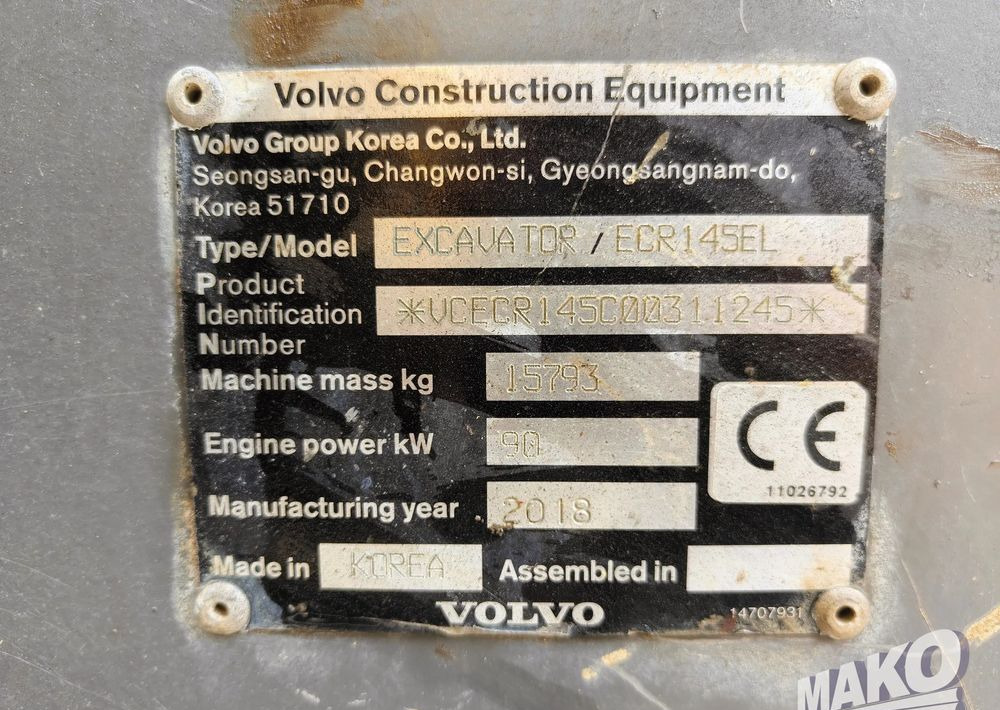 Volvo Construction Equipment
Volvo Group Korea Co., Ltd.
Seongsan-gu, Changwon-si, Gyeongsangnam-do,
Korea 51710
Type/Model EXCAVATOR / ECR145EL
Product
Identification *VCECR145C00311245*
Number
Machine mass kg 15793
Engine power kW 90
CE
11026792
Manufacturing year 2018
Made in KOREA Assembled in
VOLVO 14707931
MAKO